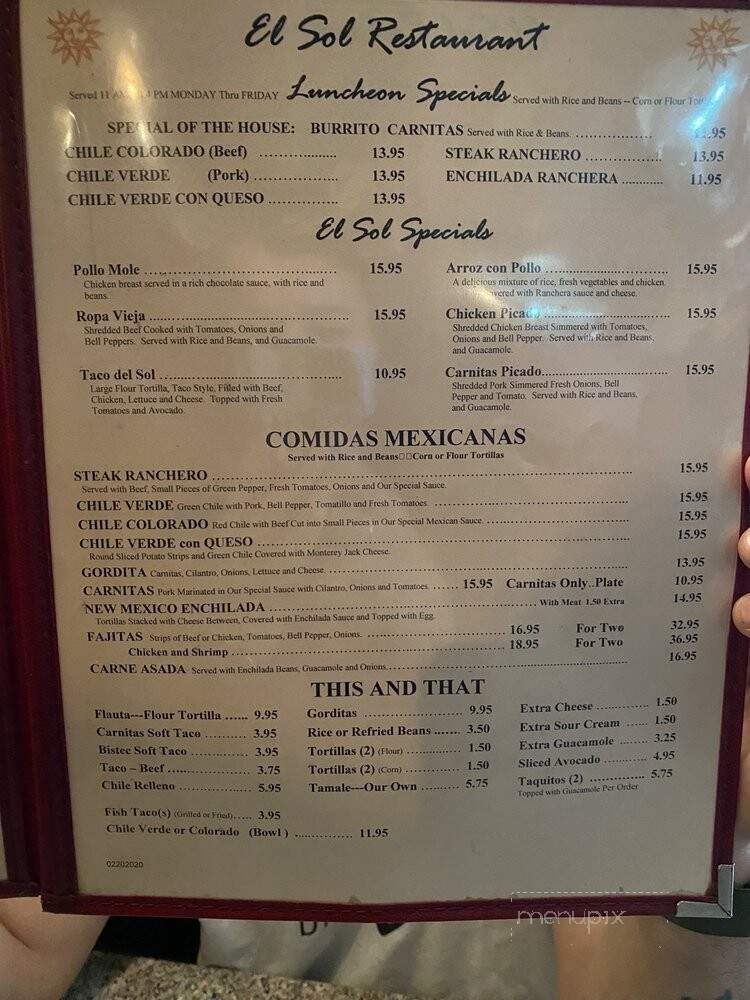 El Sol Restaurant
Served 11 PM MONDAY Thru FRIDAY Luncheon Specials Served with Rice and Beans -- Corn or Flour
SPECIAL OF THE HOUSE: BURRITO CARNITAS Served with Rice & Beans. .................. 11.95
CHILE COLORADO (Beef) .................... 13.95 STEAK RANCHERO ................. 13.95
CHILE VERDE (Pork) ................... 13.95 ENCHILADA RANCHERA ............ 11.95
CHILE VERDE CON QUESO ............... 13.95
El Sol Specials
Pollo Mole .......................................... 15.95 Arroz con Pollo ............................. 15.95
Chicken breast served in a rich chocolate sauce, with rice and A delicious mixture of rice, fresh vegetables and chicken
beans. covered with Ranchera sauce and cheese.
Ropa Vieja ........................................... 15.95 Chicken Picado............................. 15.95
Shredded Beef Cooked with Tomatoes, Onions and Shredded Chicken Breast Simmered with Tomatoes,
Bell Peppers. Served with Rice and Beans, and Guacamole. Onions and Bell Pepper. Served with Rice and Beans,
and Guacamole.
Taco del Sol ........................................ 10.95 Carnitas Picado............................. 15.95
Large Flour Tortilla, Taco Style, Filled with Beef, Shredded Pork Simmered Fresh Onions, Bell
Chicken, Lettuce and Cheese. Topped with Fresh Pepper and Tomato. Served with Rice and Beans,
Tomatoes and Avocado. and Guacamole.
COMIDAS MEXICANAS
Served with Rice and Beans□□Corn or Flour Tortillas
STEAK RANCHERO ........................................................ 15.95
Served with Beef, Small Pieces of Green Pepper, Fresh Tomatoes, Onions and Our Special Sauce.
CHILE VERDE Green Chile with Pork, Bell Pepper, Tomatillo and Fresh Tomatoes. ........................ 15.95
CHILE COLORADO Red Chile with Beef Cut into Small Pieces in Our Special Mexican Sauce. ................ 15.95
CHILE VERDE con QUESO ................................................ 15.95
Round Sliced Potato Strips and Green Chile Covered with Monterey Jack Cheese.
GORDITA Carnitas, Cilantro, Onions, Lettuce and Cheese. ................................ 13.95
CARNITAS Pork Marinated in Our Special Sauce with Cilantro, Onions and Tomatoes. ...... 15.95 Carnitas Only..Plate 10.95
NEW MEXICO ENCHILADA ................................................ With Meat 1.50 Extra 14.95
Tortillas Stacked with Cheese Between, Covered with Enchilada Sauce and Topped with Egg.
FAJITAS Strips of Beef or Chicken, Tomatoes, Bell Pepper, Onions. ........................ 16.95 For Two 32.95
Chicken and Shrimp ................................................ 18.95 For Two 36.95
CARNE ASADA Served with Enchilada Beans, Guacamole and Onions................................ 16.95
THIS AND THAT
Flauta---Flour Tortilla ...... 9.95 Gorditas ........................ 9.95 Extra Cheese .............. 1.50
Carnitas Soft Taco ........... 3.95 Rice or Refried Beans ....... 3.50 Extra Sour Cream ...... 1.50
Bistec Soft Taco .............. 3.95 Tortillas (2) (Flour) .............. 1.50 Extra Guacamole ........ 3.25
Taco – Beef ..................... 3.75 Tortillas (2) (Corn) .............. 1.50 Sliced Avocado ............ 4.95
Chile Relleno .................. 5.95 Tamale---Our Own .......... 5.75 Taquitos (2) ............... 5.75
Topped with Guacamole Per Order
Fish Taco(s) (Grilled or Fried)..... 3.95
Chile Verde or Colorado (Bowl ) ............... 11.95
02202020
menupix